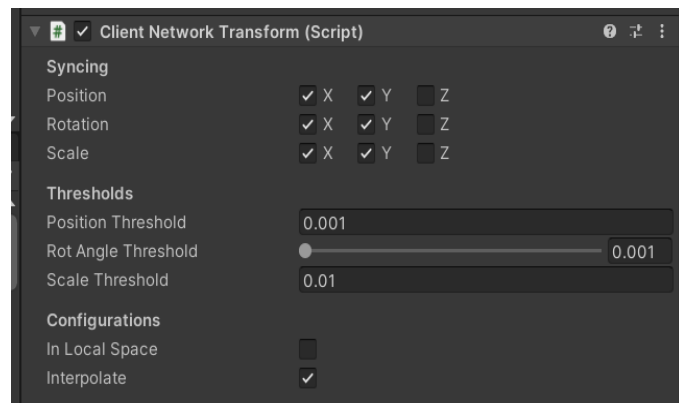 # Client Network Transform (Script)
Syncing
Position X Y Z
Rotation X Y Z
Scale X Y Z
Thresholds
Position Threshold 0.001
Rot Angle Threshold 0.001
Scale Threshold 0.01
Configurations
In Local Space
Interpolate